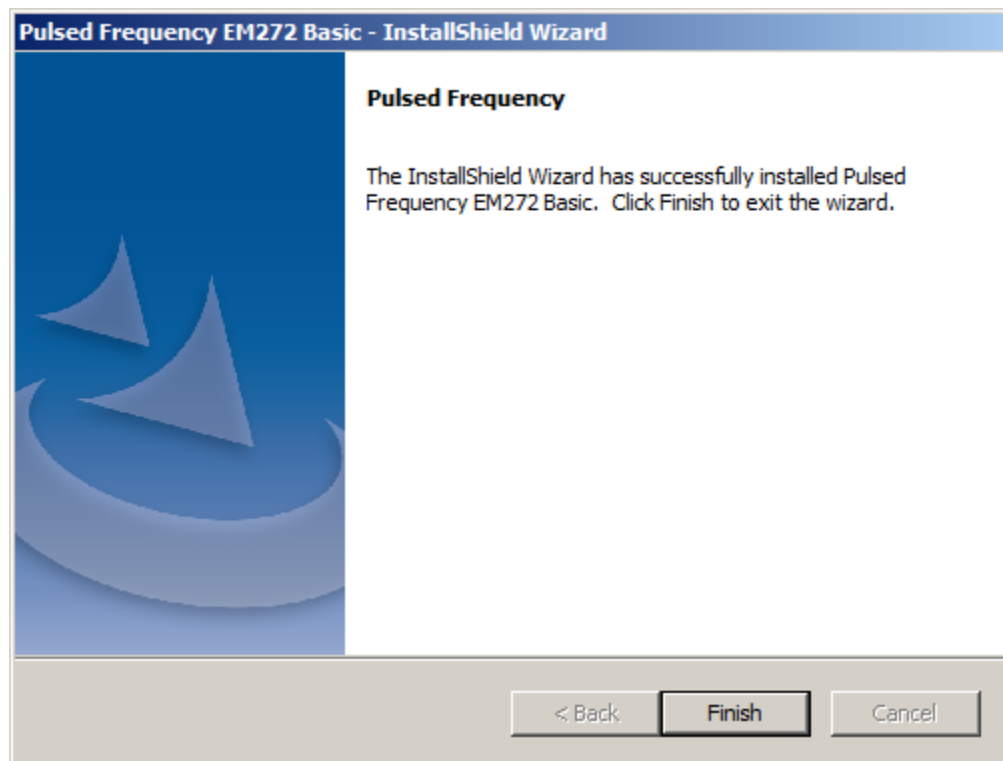 Pulsed Frequency EM272 Basic - InstallShield Wizard
Pulsed Frequency
The InstallShield Wizard has successfully installed Pulsed
Frequency EM272 Basic.  Click Finish to exit the wizard.
< Back  Finish  Cancel